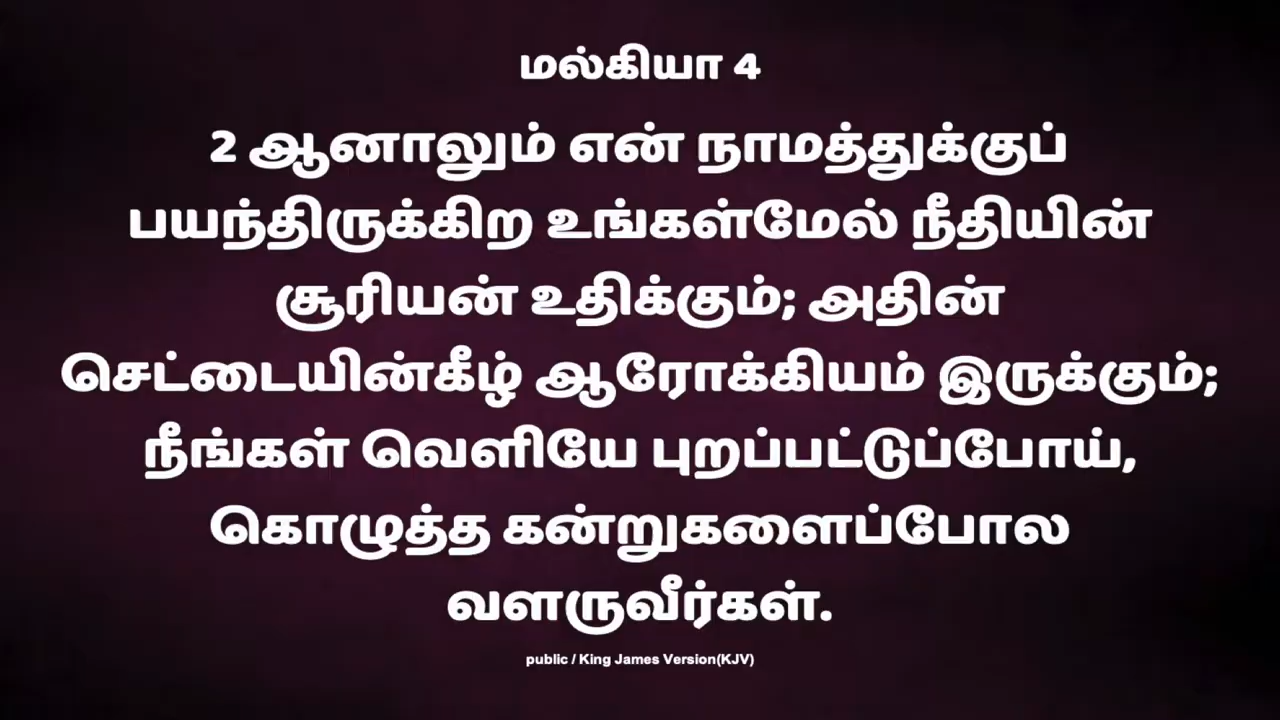 மல்கியா 4
2 ஆனாலும் என் நாமத்துக்குப்
பயந்திருக்கிற உங்கள்மேல் நீதியின்
சூரியன் உதிக்கும்; அதின்
செட்டையின்கீழ் ஆரோக்கியம் இருக்கும்;
நீங்கள் வெளியே புறப்பட்டுப்போய்,
கொழுத்த கன்றுகளைப்போல
வளருவீர்கள்.
public / King James Version(KJV)